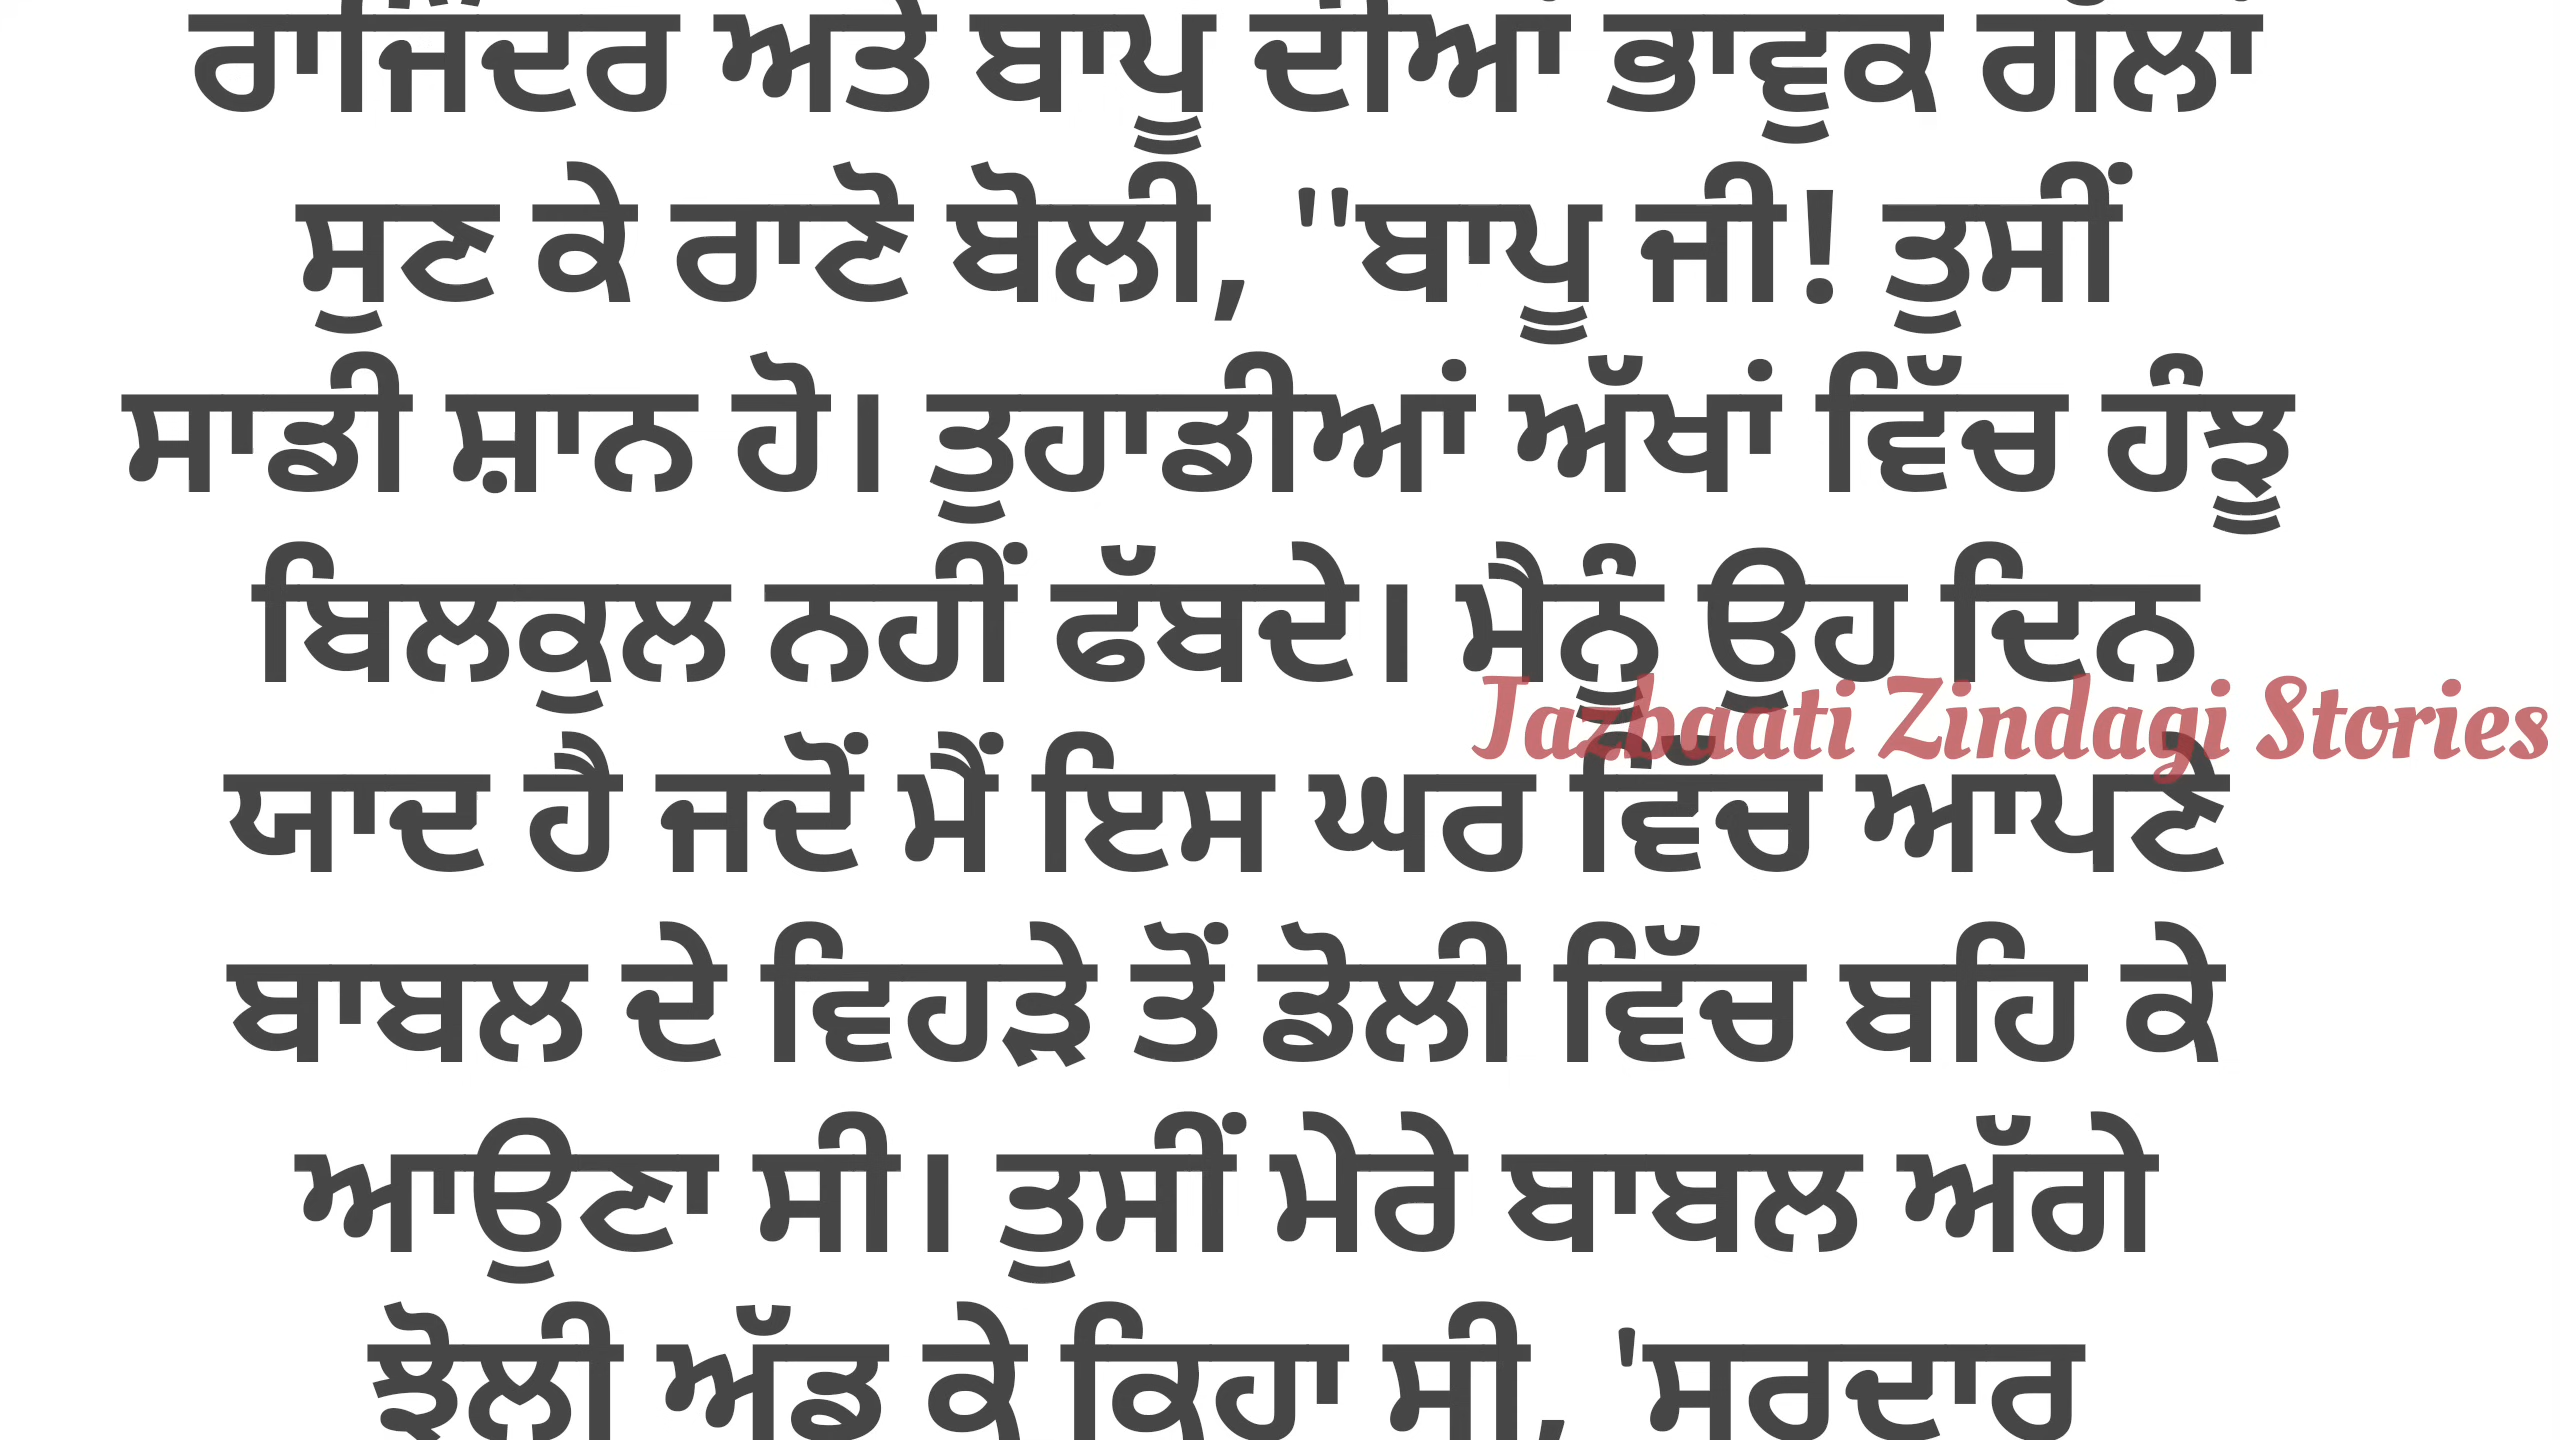 ਰਾਜਿੰਦਰ ਅਤੇ ਬਾਪੂ ਦੀਆਂ ਭਾਵੁਕ ਗੱਲਾਂ
ਸੁਣ ਕੇ ਰਾਣੋ ਬੋਲੀ, "ਬਾਪੂ ਜੀ! ਤੁਸੀਂ
ਸਾਡੀ ਸ਼ਾਨ ਹੋ। ਤੁਹਾਡੀਆਂ ਅੱਖਾਂ ਵਿੱਚ ਹੰਝੂ
ਬਿਲਕੁਲ ਨਹੀਂ ਫੱਬਦੇ। ਮੈਨੂੰ ਉਹ ਦਿਨ
Jazbaati Zindagi Stories
ਯਾਦ ਹੈ ਜਦੋਂ ਮੈਂ ਇਸ ਘਰ ਵਿੱਚ ਆਪਣੇ
ਬਾਬਲ ਦੇ ਵਿਹੜੇ ਤੋਂ ਡੋਲੀ ਵਿੱਚ ਬਹਿ ਕੇ
ਆਉਣਾ ਸੀ। ਤੁਸੀਂ ਮੇਰੇ ਬਾਬਲ ਅੱਗੇ
ਝੋਲੀ ਅੱਡ ਕੇ ਕਿਹਾ ਸੀ, 'ਸਰਦਾਰ